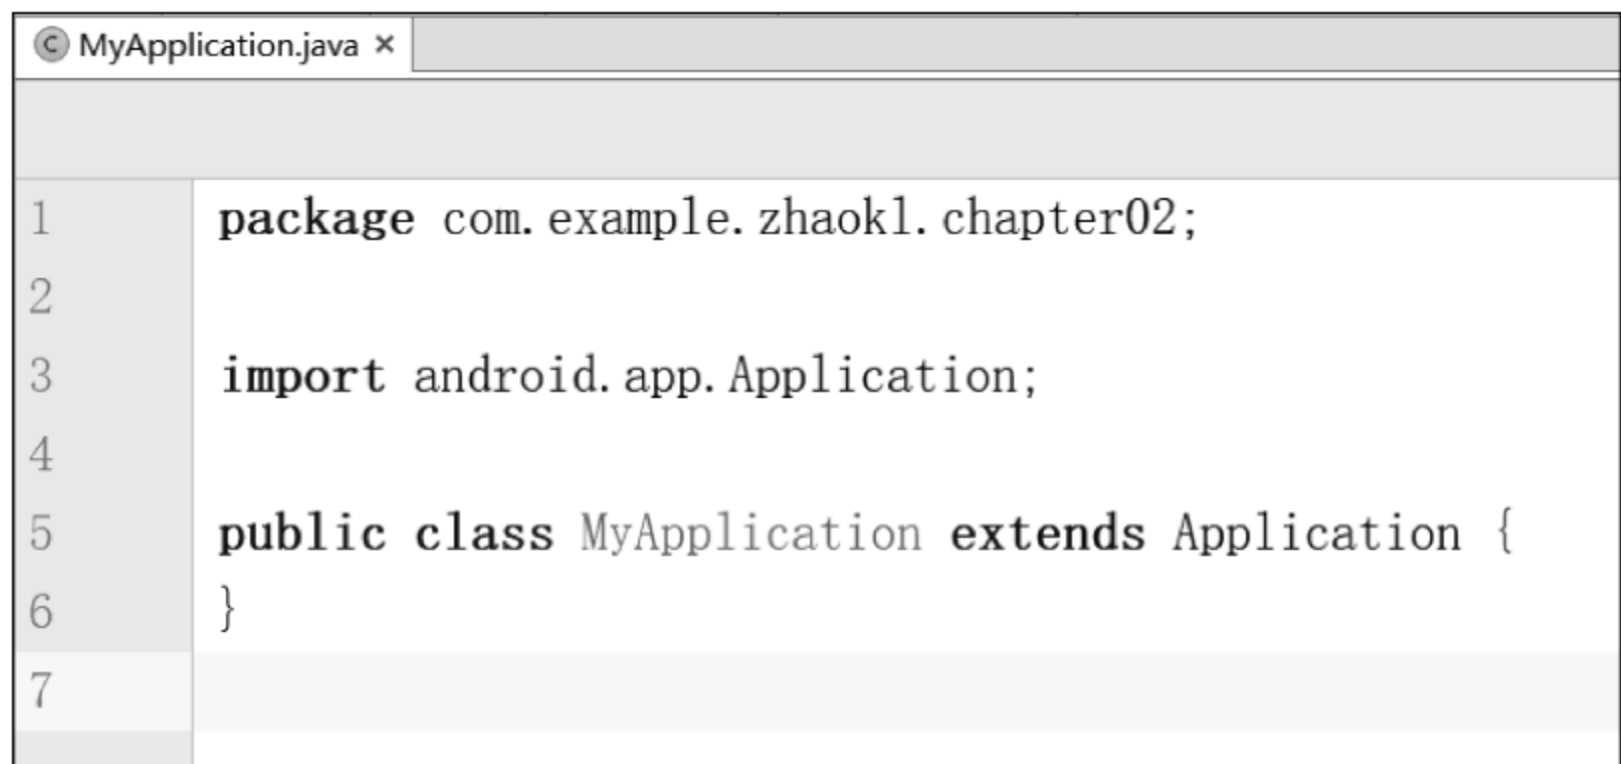 C MyApplication.java ×
1 package com.example.zhaokl.chapter02;
2
3 import android.app.Application;
4
5 public class MyApplication extends Application {
6 }
7